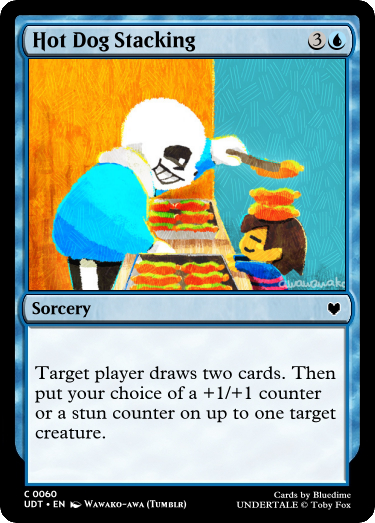 Hot Dog Stacking
3
awawawako
Sorcery
Target player draws two cards. Then
put your choice of a +1/+1 counter
or a stun counter on up to one target
creature.
C 0060
Cards by Bluedime
UDT • EN Wawako-awa (Tumblr)
UNDERTALE © Toby Fox